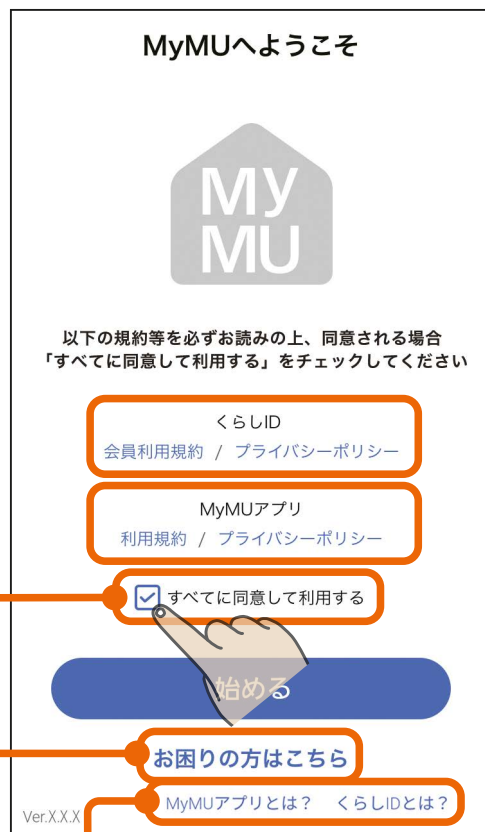 MyMUへようこそ
My
MU
以下の規約等を必ずお読みの上、同意される場合
「すべてに同意して利用する」をチェックしてください
くらしID
会員利用規約 / プライバシーポリシー
MyMUアプリ
利用規約 / プライバシーポリシー
すべてに同意して利用する
始める
お困りの方はこちら
MyMUアプリとは? くらしIDとは?
Ver.X.X.X